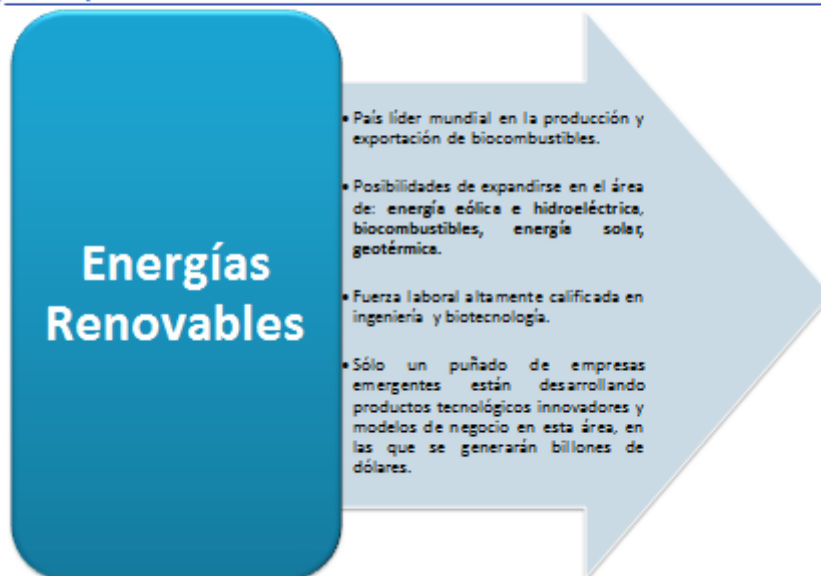 Energías
Renovables
• País líder mundial en la producción y
exportación de biocombustibles.
• Posibilidades de expandirse en el área
de: energía eólica e hidroeléctrica,
biocombustibles, energía solar,
geotérmica.
• Fuerza laboral altamente calificada en
ingeniería y biotecnología.
• Sólo un puñado de empresas
emergentes están desarrollando
productos tecnológicos innovadores y
modelos de negocio en esta área, en
las que se generarán billones de
dólares.